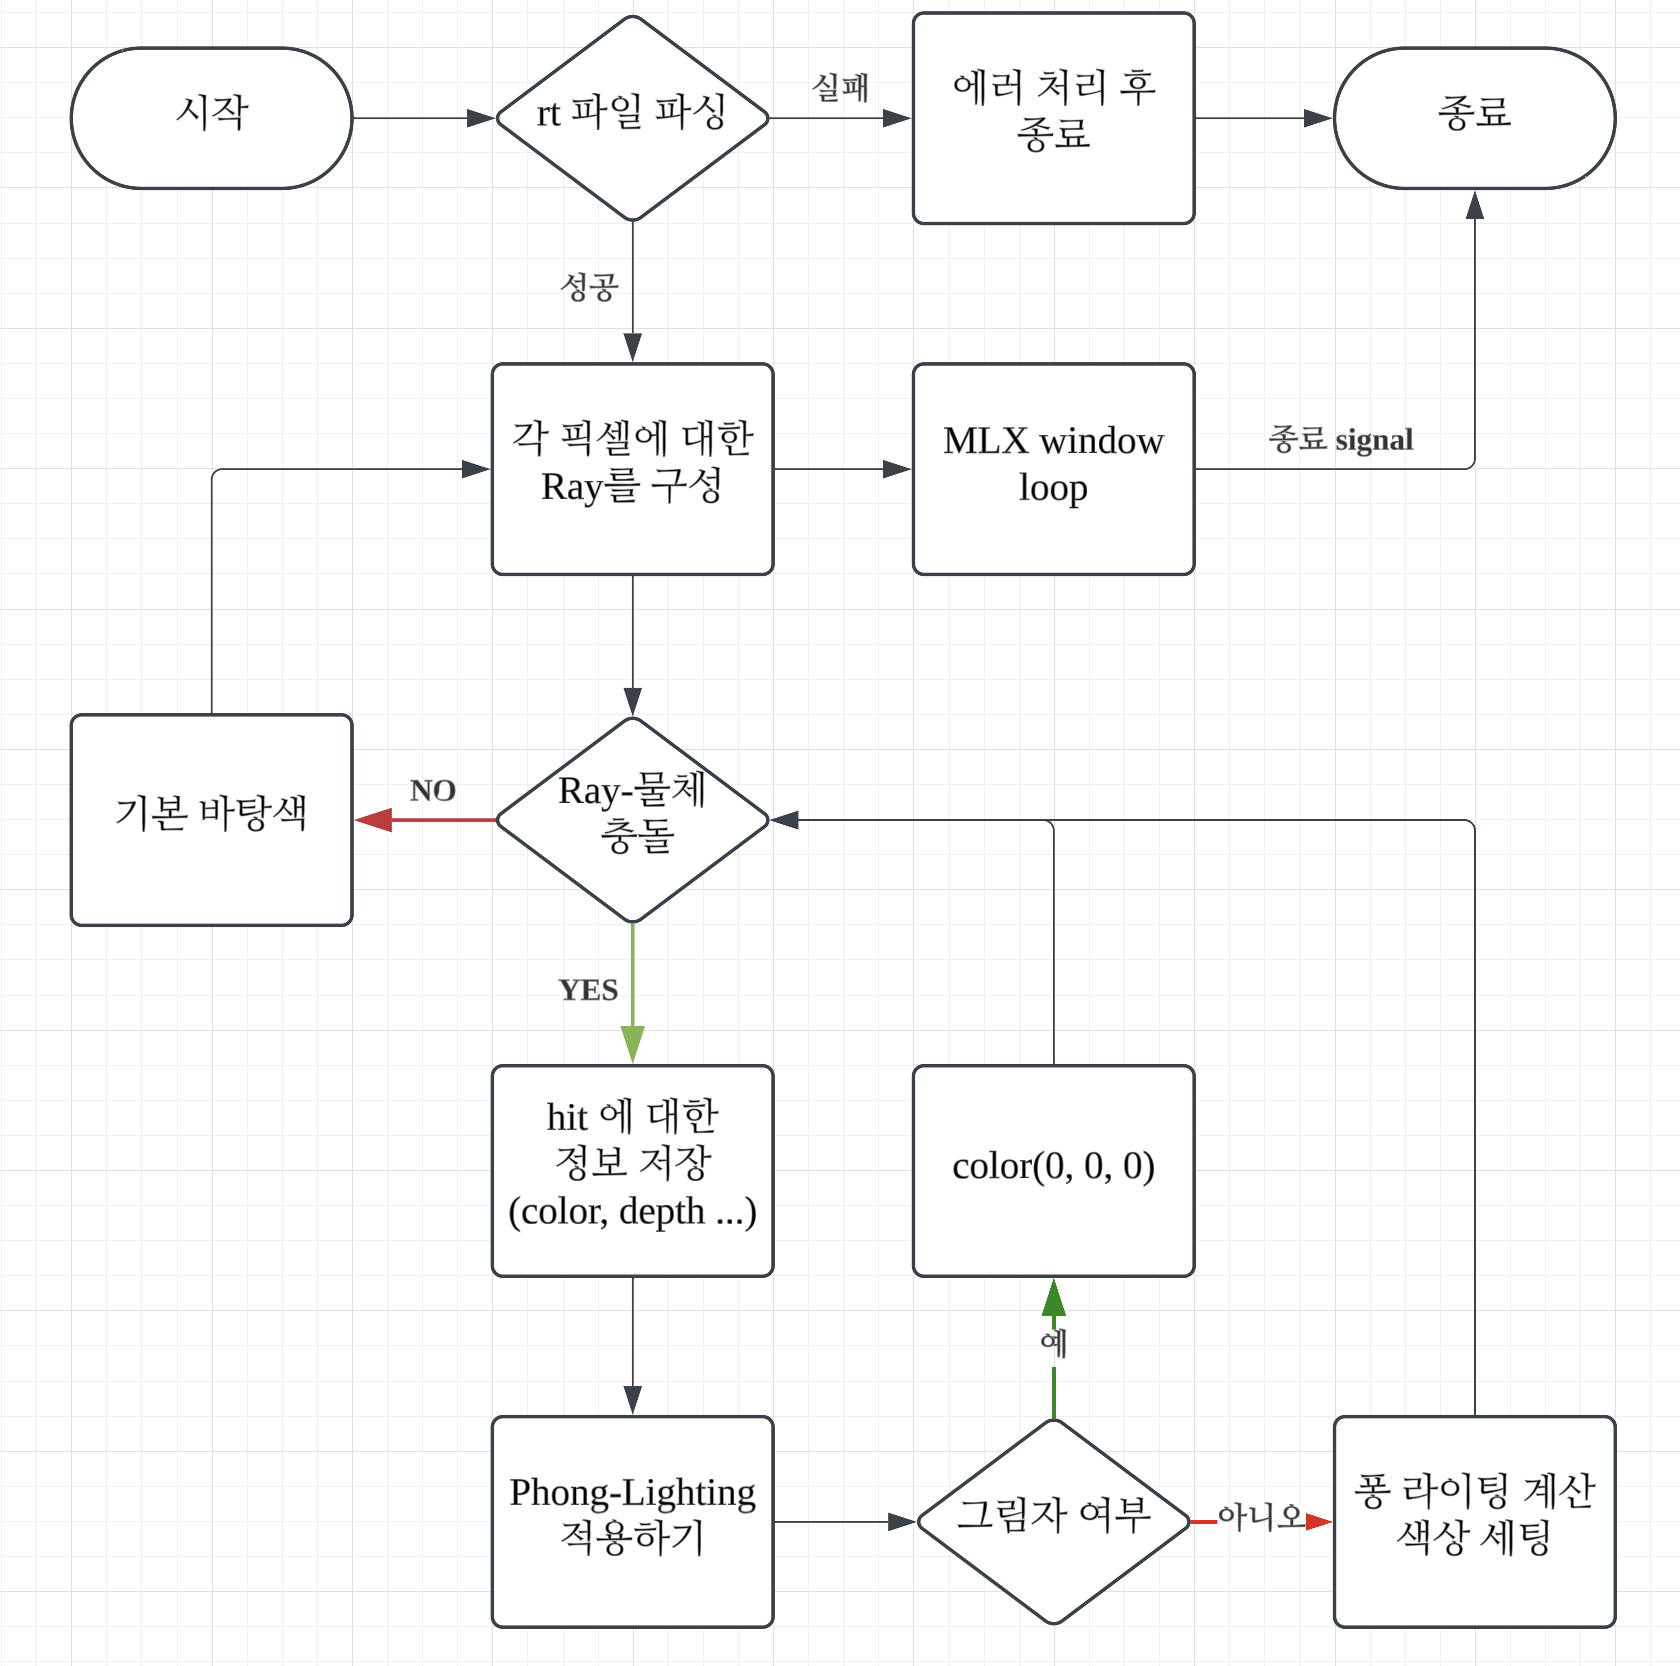 시작
rt 파일 파싱
실패
에러 처리 후
종료
종료
성공
각 픽셀에 대한
Ray를 구성
MLX window
loop
종료 signal
기본 바탕색
NO
Ray-물체
충돌
YES
hit 에 대한
정보 저장
(color, depth ...)
color(0, 0, 0)
예
Phong-Lighting
적용하기
그림자 여부
아니오
퐁 라이팅 계산
색상 세팅